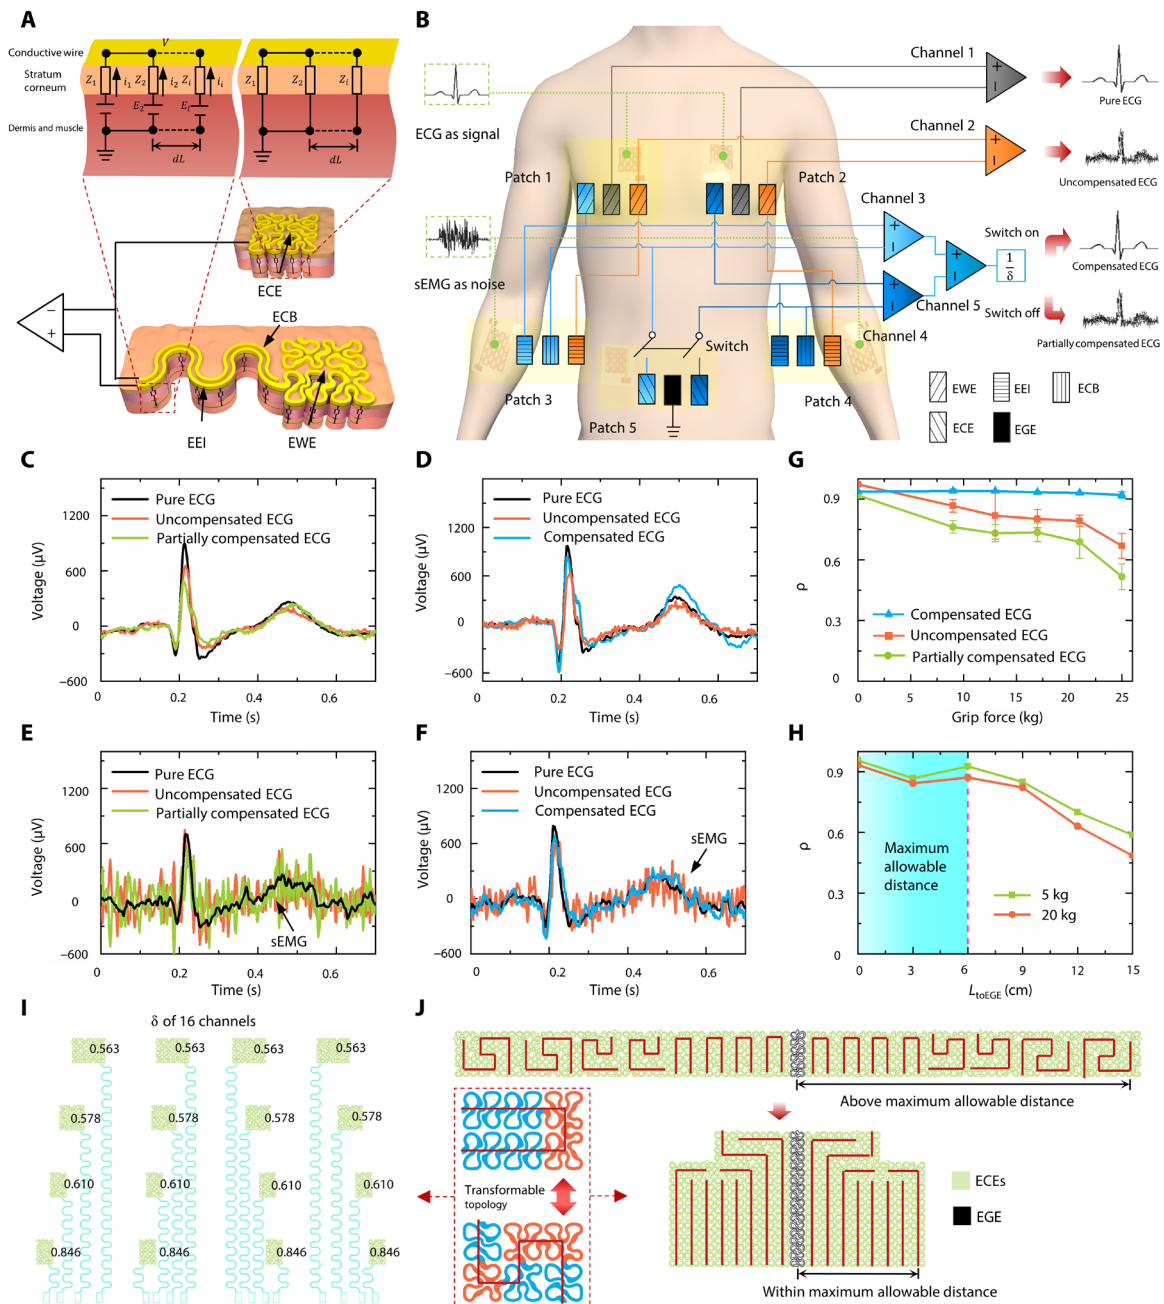 A
Conductive wire
Stratum
corneum
Dermis and muscle
V
Z1 i1 Z2 i2 Zi ii
E2 Ei
dL
Z1 Z2 Zi
dL
ECE
ECB
−
+
EEI
EWE
B
ECG as signal
sEMG as noise
Patch 1
Patch 2
Patch 3
Patch 4
Patch 5
Switch
Channel 1
Channel 2
Channel 3
Channel 4
Channel 5
+
−
+
−
+
−
+
−
+
−
1
δ
Switch on
Switch off
Pure ECG
Uncompensated ECG
Compensated ECG
Partially compensated ECG
EWE
EEI
ECB
ECE
EGE
C
Pure ECG
Uncompensated ECG
Partially compensated ECG
Voltage (μV)
1200
600
0
−600
0 0.2 0.4 0.6
Time (s)
D
Pure ECG
Uncompensated ECG
Compensated ECG
Voltage (μV)
1200
600
0
−600
0 0.2 0.4 0.6
Time (s)
G
ρ
0.9
0.6
0.3
0
Compensated ECG
Uncompensated ECG
Partially compensated ECG
0 5 10 15 20 25
Grip force (kg)
E
Pure ECG
Uncompensated ECG
Partially compensated ECG
sEMG
Voltage (μV)
1200
600
0
−600
0 0.2 0.4 0.6
Time (s)
F
Pure ECG
Uncompensated ECG
Compensated ECG
sEMG
Voltage (μV)
1200
600
0
−600
0 0.2 0.4 0.6
Time (s)
H
ρ
0.9
0.6
0.3
0
Maximum
allowable
distance
5 kg
20 kg
0 3 6 9 12 15
LtoEGE (cm)
I
δ of 16 channels
0.563 0.563 0.563 0.563
0.578 0.578 0.578 0.578
0.610 0.610 0.610 0.610
0.846 0.846 0.846 0.846
J
Above maximum allowable distance
Transformable
topology
ECEs
EGE
Within maximum allowable distance